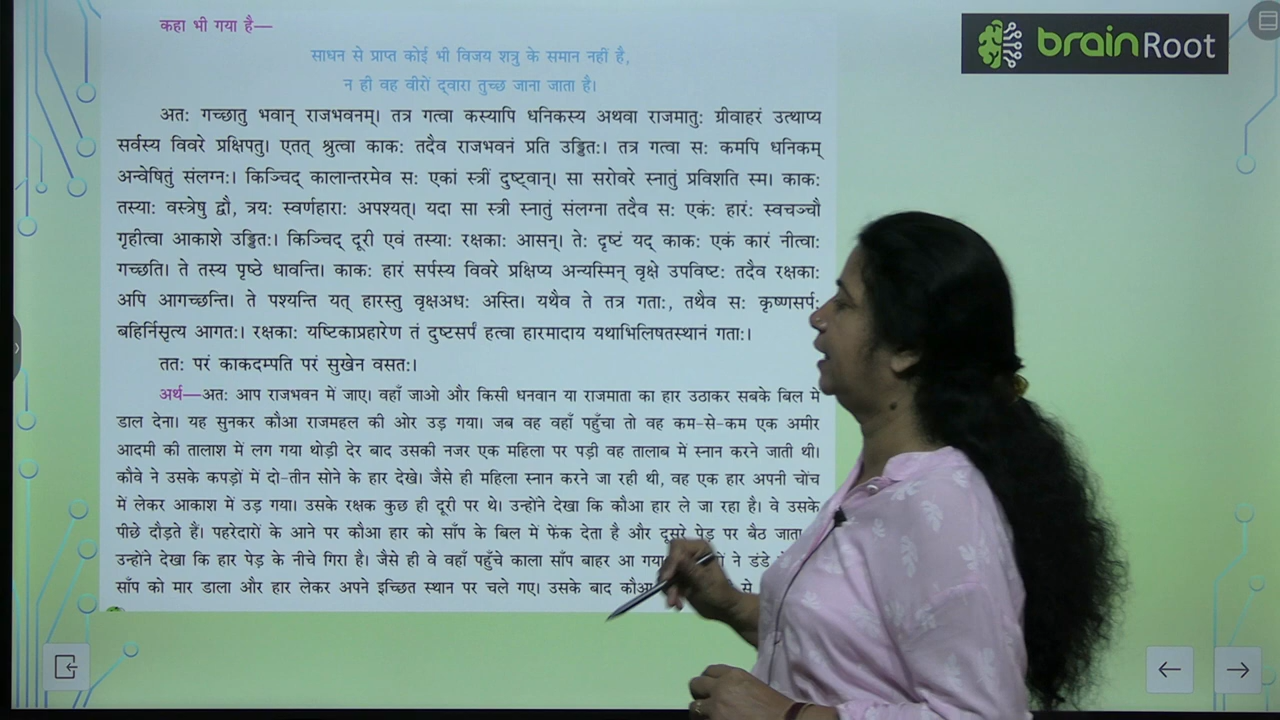 कहा भी गया है—
brainRoot
साधन से प्राप्त कोई भी विजय शत्रु के समान नहीं है,
न ही वह वीरों द्वारा तुच्छ जाना जाता है।
अतः गच्छातु भवान् राजभवनम्। तत्र गत्वा कस्यापि धनिकस्य अथवा राजमातुः ग्रीवाहरं उत्थाप्य
सर्वस्य विवरे प्रक्षिपतु। एतत् श्रुत्वा काकः तदैव राजभवनं प्रति उड्डितः। तत्र गत्वा सः कमपि धनिकम्
अन्वेषितुं संलग्नः। किञ्चिद् कालान्तरमेव सः एकां स्त्रीं दुष्ट्वान्। सा सरोवरे स्नातुं प्रविशति स्म। काकः
तस्याः वस्त्रेषु द्वौ, त्रयः स्वर्णहाराः अपश्यत्। यदा सा स्त्री स्नातुं संलग्ना तदैव सः एकंः हारंः स्वचञ्चौ
गृहीत्वा आकाशे उड्डितः। किञ्चिद् दूरी एवं तस्याः रक्षकाः आसन्। तेः दृष्टं यद् काकः एकं कारं नीत्वाः
गच्छति। ते तस्य पृष्ठे धावन्ति। काकः हारं सर्पस्य विवरे प्रक्षिप्य अन्यस्मिन् वृक्षे उपविष्टः तदैव रक्षकाः
अपि आगच्छन्ति। ते पश्यन्ति यत् हारस्तु वृक्षअधः अस्ति। यथैव ते तत्र गताः, तथैव सः कृष्णसर्पः
बहिर्निसृत्य आगतः। रक्षकाः यष्टिकाप्रहारेण तं दुष्टसर्पं हत्वा हारमादाय यथाभिलिषतस्थानं गताः।
ततः परं काकदम्पति परं सुखेन वसतः।
अर्थ—अतः आप राजभवन में जाए। वहाँ जाओ और किसी धनवान या राजमाता का हार उठाकर सबके बिल मे
डाल देना। यह सुनकर कौआ राजमहल की ओर उड़ गया। जब वह वहाँ पहुँचा तो वह कम-से-कम एक अमीर
आदमी की तालाश में लग गया थोड़ी देर बाद उसकी नजर एक महिला पर पड़ी वह तालाब में स्नान करने जाती थी।
कौवे ने उसके कपड़ों में दो-तीन सोने के हार देखे। जैसे ही महिला स्नान करने जा रही थी, वह एक हार अपनी चोंच
में लेकर आकाश में उड़ गया। उसके रक्षक कुछ ही दूरी पर थे। उन्होंने देखा कि कौआ हार ले जा रहा है। वे उसके
पीछे दौड़ते हैं। पहरेदारों के आने पर कौआ हार को साँप के बिल में फेंक देता है और दूसरे पेड़ पर बैठ
उन्होंने देखा कि हार पेड़ के नीचे गिरा है। जैसे ही वे वहाँ पहुँचे काला साँप बाहर आ ने डंडे
साँप को मार डाला और हार लेकर अपने इच्छित स्थान पर चले गए। उसके बाद से